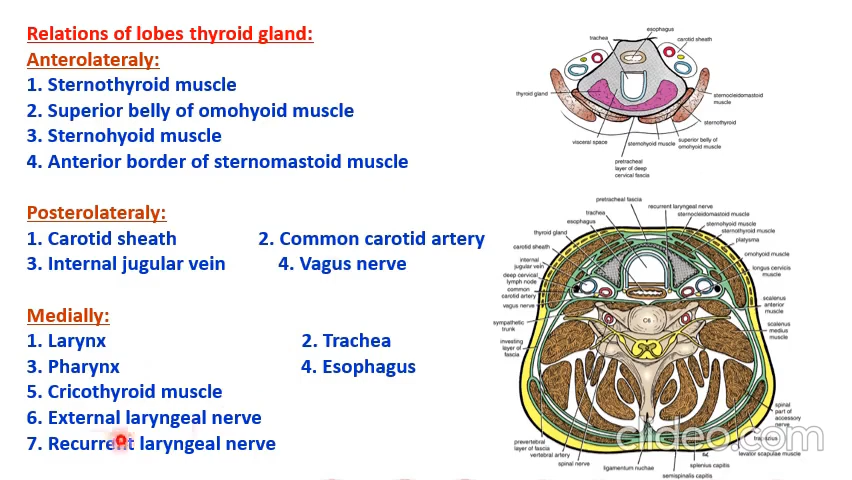 Relations of lobes thyroid gland:
Anterolateraly:
1. Sternothyroid muscle
2. Superior belly of omohyoid muscle
3. Sternohyoid muscle
4. Anterior border of sternomastoid muscle
Posterolateraly:
1. Carotid sheath 2. Common carotid artery
3. Internal jugular vein 4. Vagus nerve
Medially:
1. Larynx 2. Trachea
3. Pharynx 4. Esophagus
5. Cricothyroid muscle
6. External laryngeal nerve
7. Recurrent laryngeal nerve
esophagus
trachea
carotid sheath
thyroid gland
sternocleidomastoid
muscle
sternothyroid
visceral space
sternohyoid muscle
superior belly of
omohyoid muscle
pretracheal
layer of deep
cervical fascia
pretracheal fascia
recurrent laryngeal nerve
trachea
sternocleidomastoid muscle
esophagus
sternohyoid muscle
sternothyroid muscle
thyroid gland
platysma
carotid sheath
omohyoid muscle
internal
jugular vein
longus cervicis
muscle
deep cervical
lymph node
common
carotid artery
scalenus
anterior
muscle
vagus nerve
sympathetic
trunk
C6
scalenus
medius
muscle
investing
layer of
fascia
spinal
part of
accessory
nerve
prevertebral
layer of fascia
trapezius
vertebral artery
levator scapulae muscle
spinal nerve
splenius capitis
ligamentum nuchae
semispinalis capitis
clideo.com